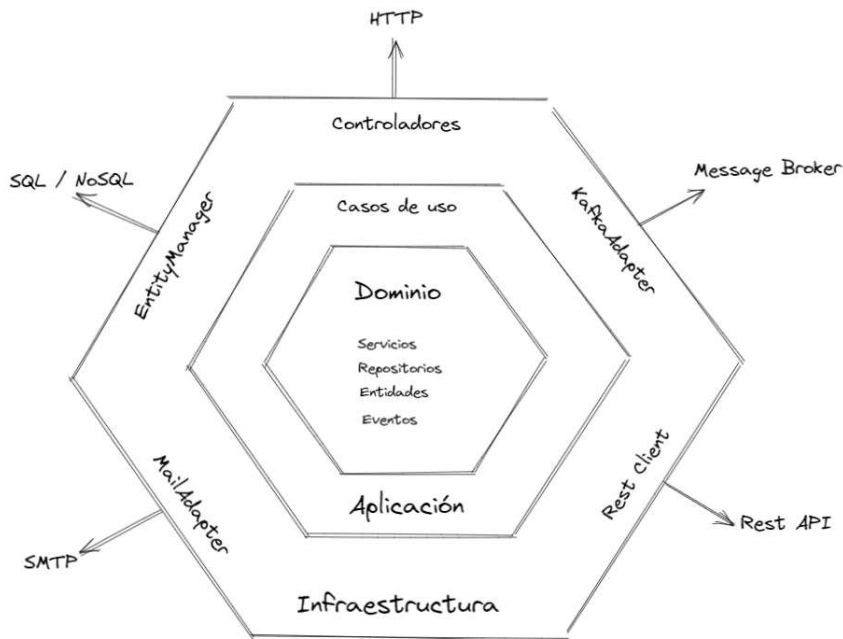 HTTP
Controladores
SQL / NoSQL
Message Broker
EntityManager
KafkaAdapter
Casos de uso
Dominio
Servicios
Repositorios
Entidades
Eventos
MailAdapter
Rest Client
Aplicación
SMTP
Rest API
Infraestructura